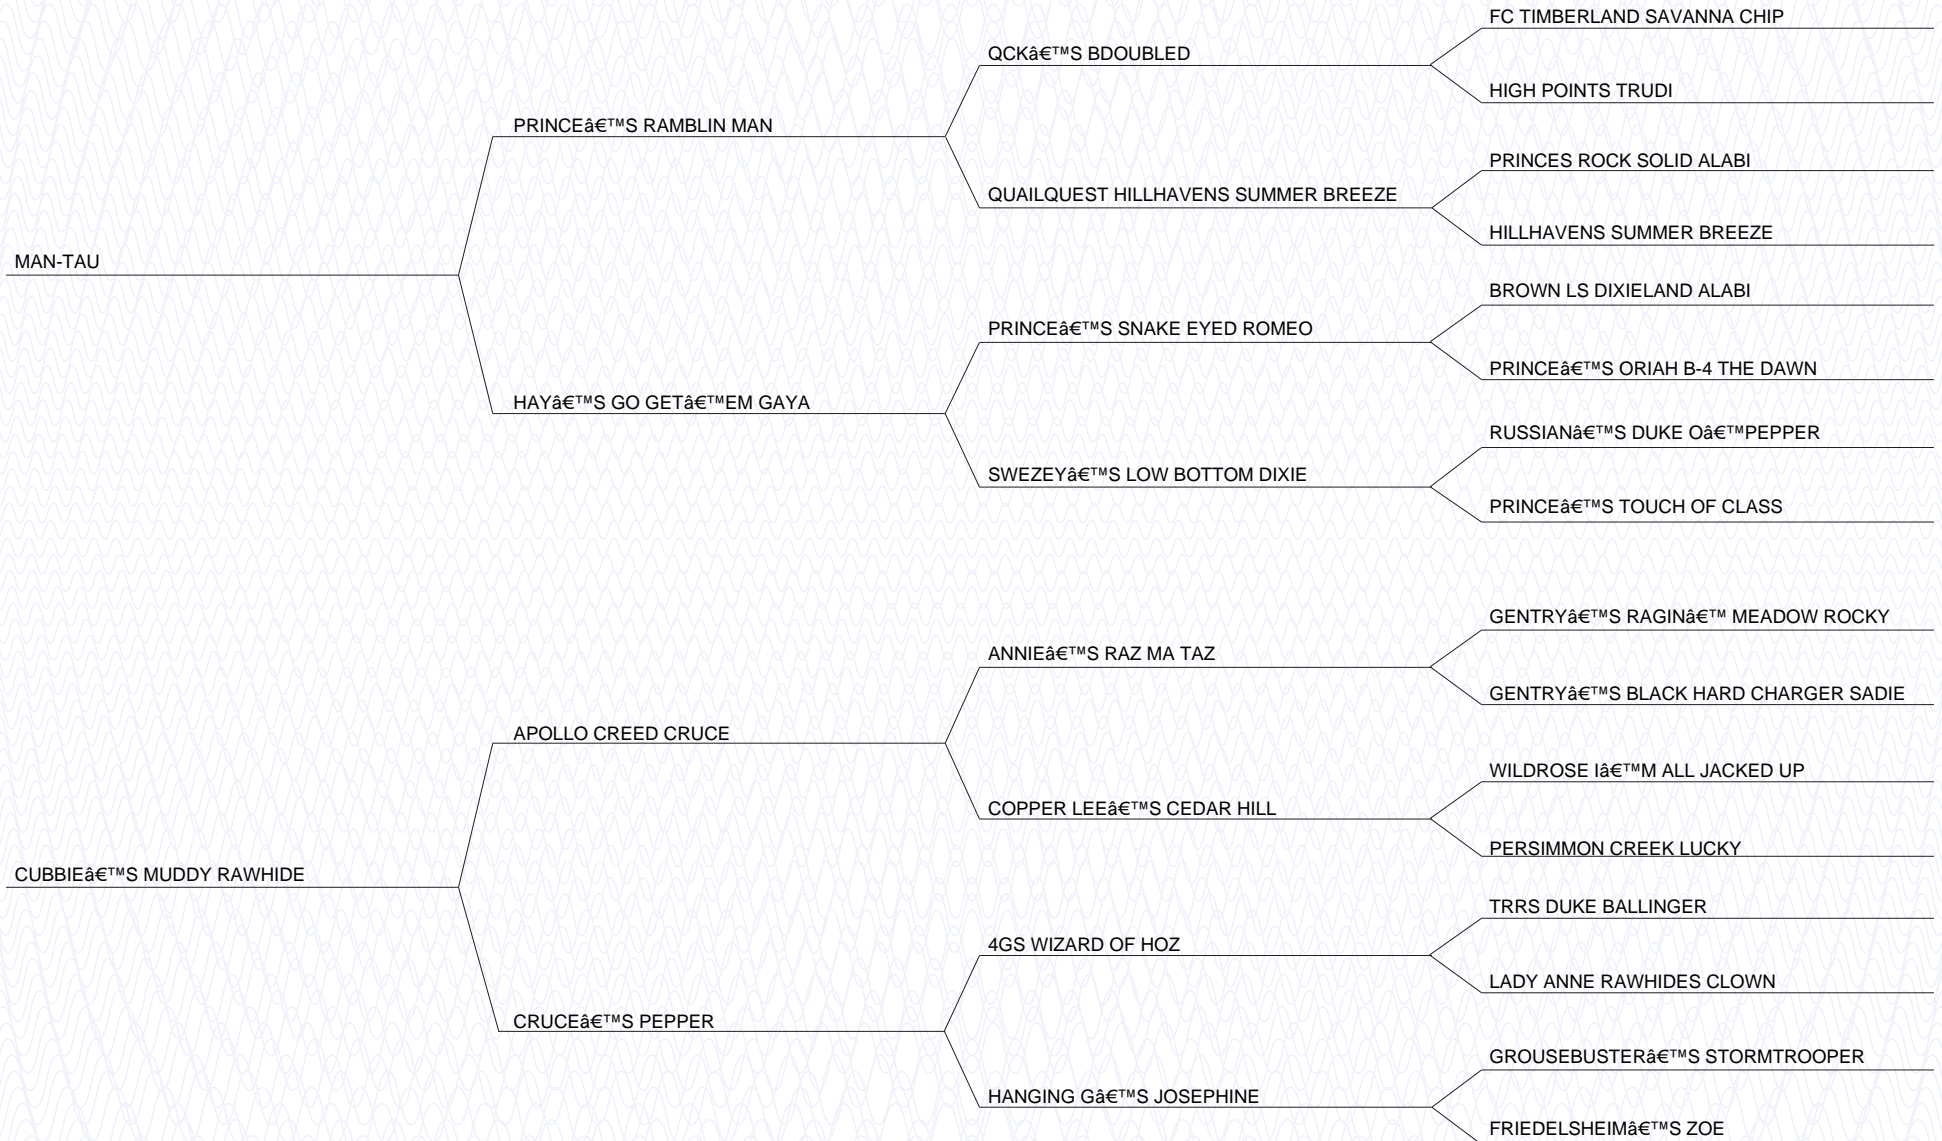 FC TIMBERLAND SAVANNA CHIP
QCKâ€™S BDOUBLED
HIGH POINTS TRUDI
PRINCEâ€™S RAMBLIN MAN
PRINCES ROCK SOLID ALABI
QUAILQUEST HILLHAVENS SUMMER BREEZE
HILLHAVENS SUMMER BREEZE
MAN-TAU
BROWN LS DIXIELAND ALABI
PRINCEâ€™S SNAKE EYED ROMEO
PRINCEâ€™S ORIAH B-4 THE DAWN
HAYâ€™S GO GETâ€™EM GAYA
RUSSIANâ€™S DUKE Oâ€™PEPPER
SWEZEYâ€™S LOW BOTTOM DIXIE
PRINCEâ€™S TOUCH OF CLASS
GENTRYâ€™S RAGINâ€™ MEADOW ROCKY
ANNIEâ€™S RAZ MA TAZ
GENTRYâ€™S BLACK HARD CHARGER SADIE
APOLLO CREED CRUCE
WILDROSE Iâ€™M ALL JACKED UP
COPPER LEEâ€™S CEDAR HILL
PERSIMMON CREEK LUCKY
CUBBIEâ€™S MUDDY RAWHIDE
TRRS DUKE BALLINGER
4GS WIZARD OF HOZ
LADY ANNE RAWHIDES CLOWN
CRUCEâ€™S PEPPER
GROUSEBUSTERâ€™S STORMTROOPER
HANGING Gâ€™S JOSEPHINE
FRIEDELSHEIMâ€™S ZOE